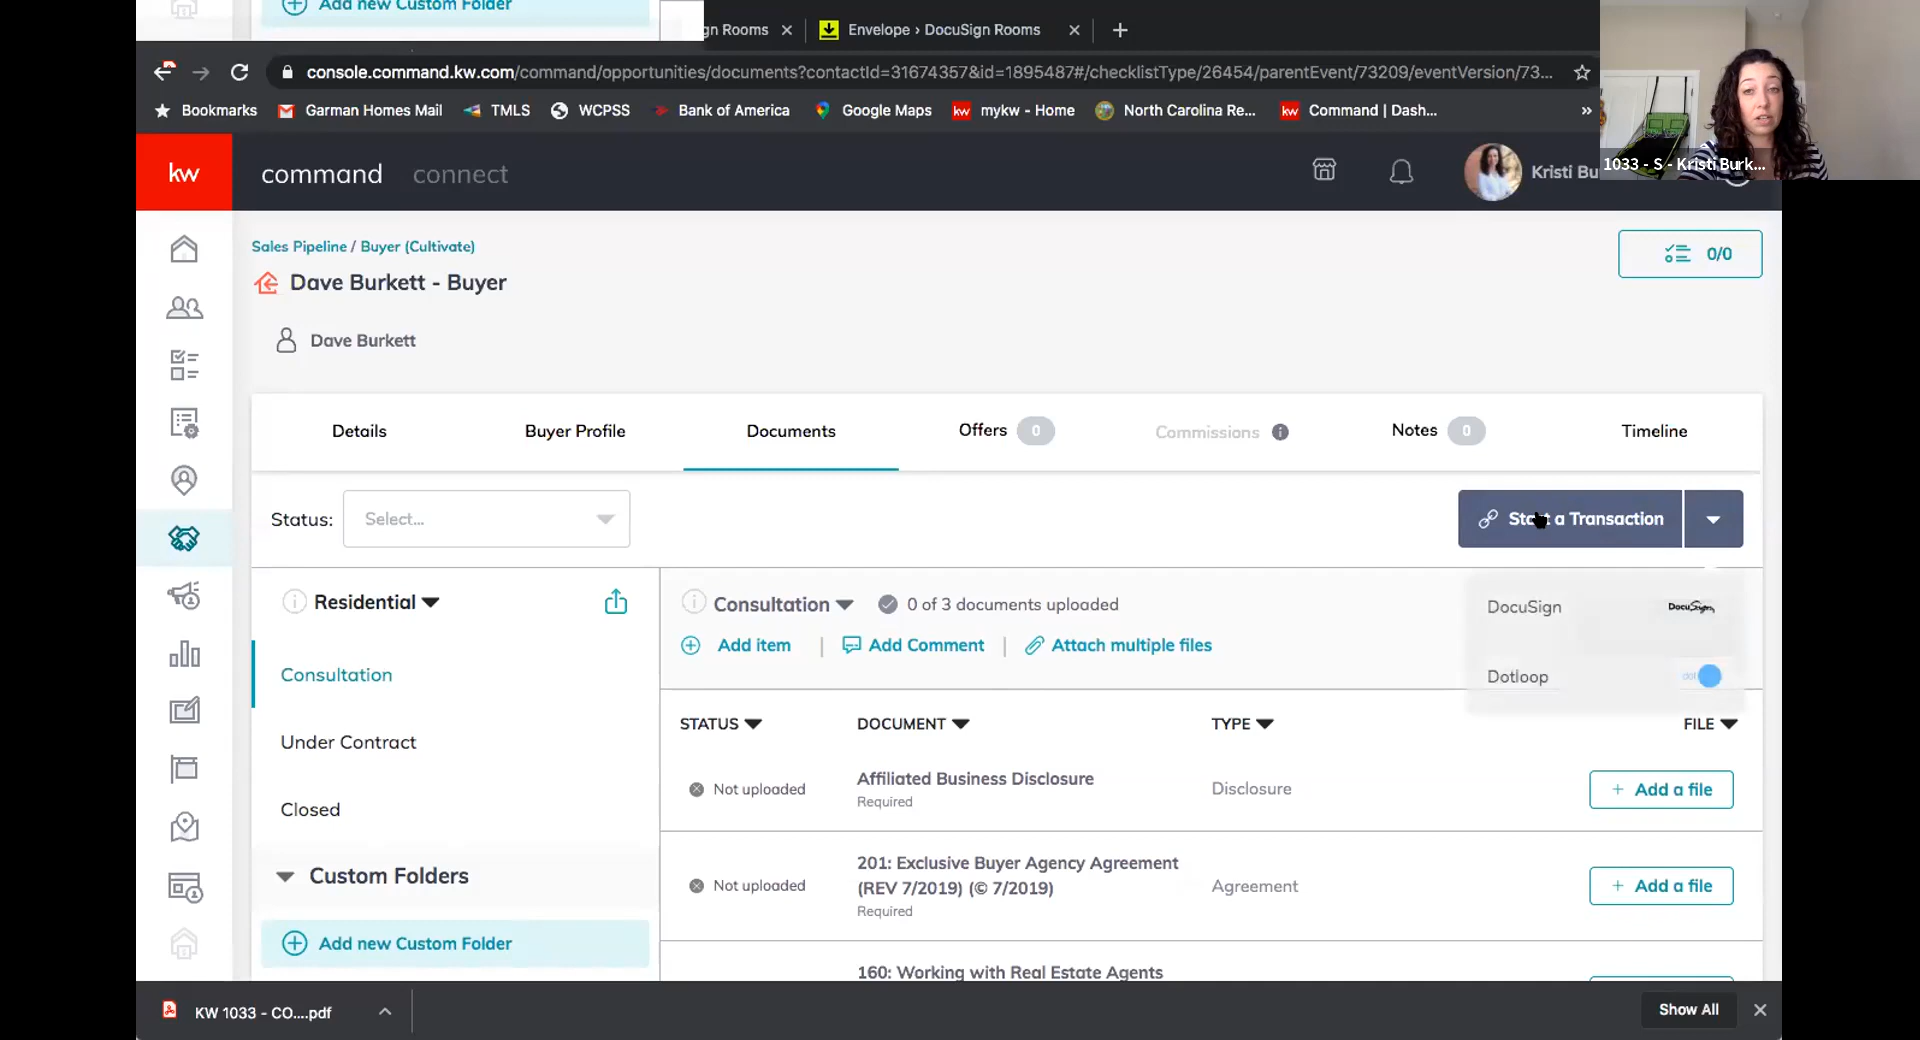 Add new Custom Folder
gn Rooms
Envelope › DocuSign Rooms
console.command.kw.com/command/opportunities/documents?contactId=31674357&id=1895487#/checklistType/26454/parentEvent/73209/eventVersion/73...
Bookmarks
Garman Homes Mail
TMLS
WCPSS
Bank of America
Google Maps
kw mykw - Home
North Carolina Re...
kw Command | Dash...
»
1033 - S - Kristi Burk...
kw
command
connect
Kristi Bu
Sales Pipeline / Buyer (Cultivate)
0/0
Dave Burkett - Buyer
Dave Burkett
Details
Buyer Profile
Documents
Offers 0
Commissions
Notes 0
Timeline
Status:
Select...
Start a Transaction
Residential
Consultation
0 of 3 documents uploaded
DocuSign
DocuSign
Add item | Add Comment | Attach multiple files
Consultation
Dotloop
dot
STATUS
DOCUMENT
TYPE
FILE
Under Contract
Not uploaded
Affiliated Business Disclosure
Required
Disclosure
+ Add a file
Closed
201: Exclusive Buyer Agency Agreement
(REV 7/2019) (© 7/2019)
Required
Not uploaded
Agreement
+ Add a file
Custom Folders
Add new Custom Folder
160: Working with Real Estate Agents
KW 1033 - CO....pdf
Show All